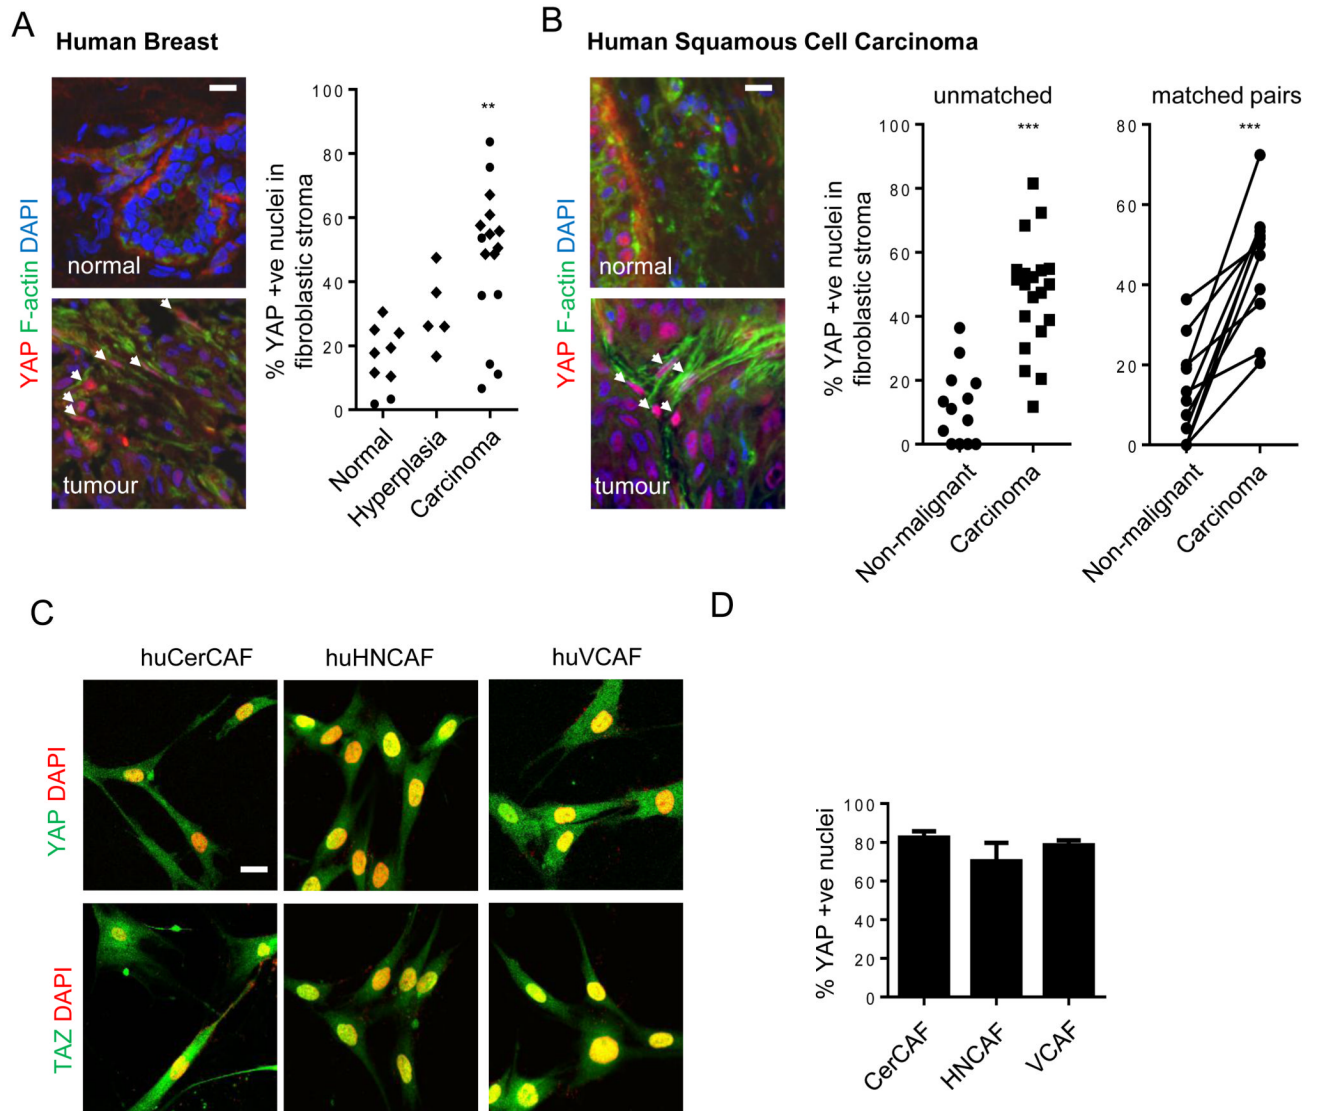 A
Human Breast
YAP F-actin DAPI
normal
tumour
% YAP +ve nuclei in
fibroblastic stroma
100
80
60
40
20
0
**
Normal
Hyperplasia
Carcinoma
B
Human Squamous Cell Carcinoma
YAP F-actin DAPI
normal
tumour
unmatched
% YAP +ve nuclei in
fibroblastic stroma
100
80
60
40
20
0
***
Non-malignant
Carcinoma
matched pairs
80
60
40
20
0
***
Non-malignant
Carcinoma
C
huCerCAF huHNCAF huVCAF
YAP DAPI
TAZ DAPI
D
% YAP +ve nuclei
100
80
60
40
20
0
CerCAF
HNCAF
VCAF